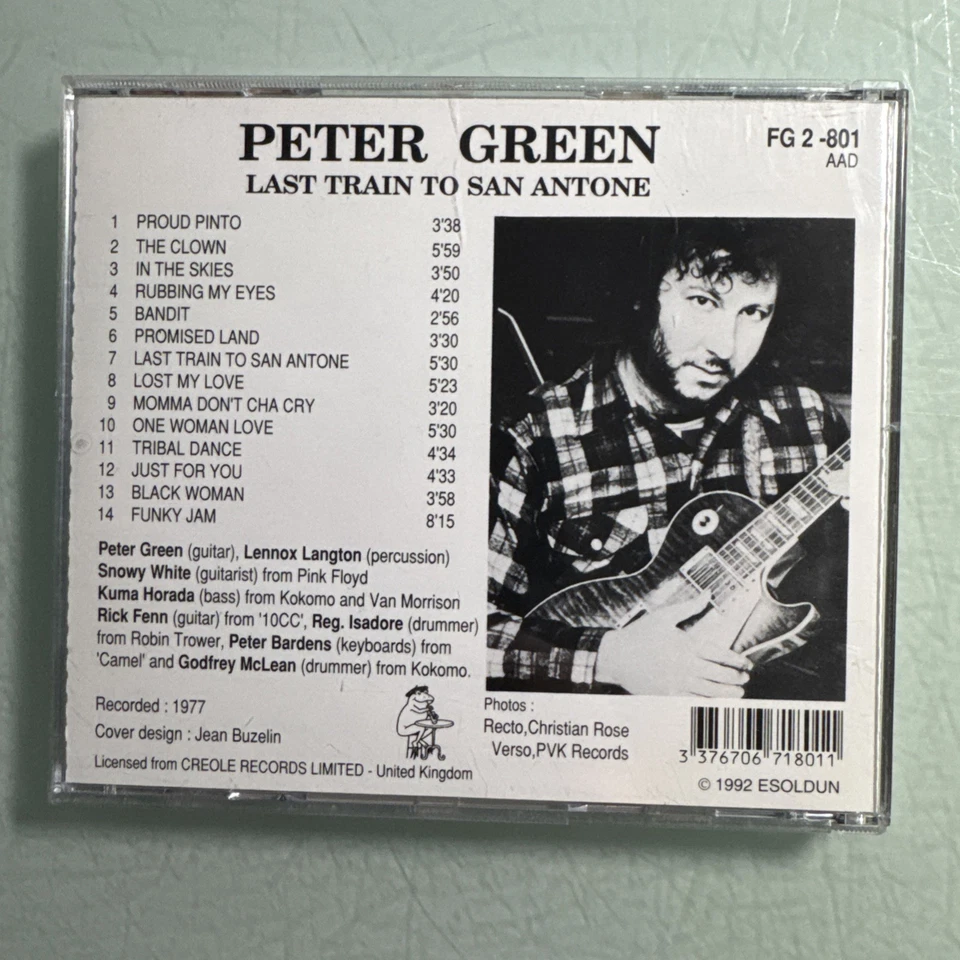 PETER GREEN
LAST TRAIN TO SAN ANTONE
FG 2 -801
AAD
1 PROUD PINTO 3'38
2 THE CLOWN 5'59
3 IN THE SKIES 3'50
4 RUBBING MY EYES 4'20
5 BANDIT 2'56
6 PROMISED LAND 3'30
7 LAST TRAIN TO SAN ANTONE 5'30
8 LOST MY LOVE 5'23
9 MOMMA DON'T CHA CRY 3'20
10 ONE WOMAN LOVE 5'30
11 TRIBAL DANCE 4'34
12 JUST FOR YOU 4'33
13 BLACK WOMAN 3'58
14 FUNKY JAM 8'15
Peter Green (guitar), Lennox Langton (percussion)
Snowy White (guitarist) from Pink Floyd
Kuma Horada (bass) from Kokomo and Van Morrison
Rick Fenn (guitar) from '10CC', Reg. Isadore (drummer)
from Robin Trower, Peter Bardens (keyboards) from
'Camel' and Godfrey McLean (drummer) from Kokomo.
Recorded : 1977
Cover design : Jean Buzelin
Licensed from CREOLE RECORDS LIMITED - United Kingdom
Photos :
Recto,Christian Rose
Verso,PVK Records
3 376706 718011
© 1992 ESOLDUN